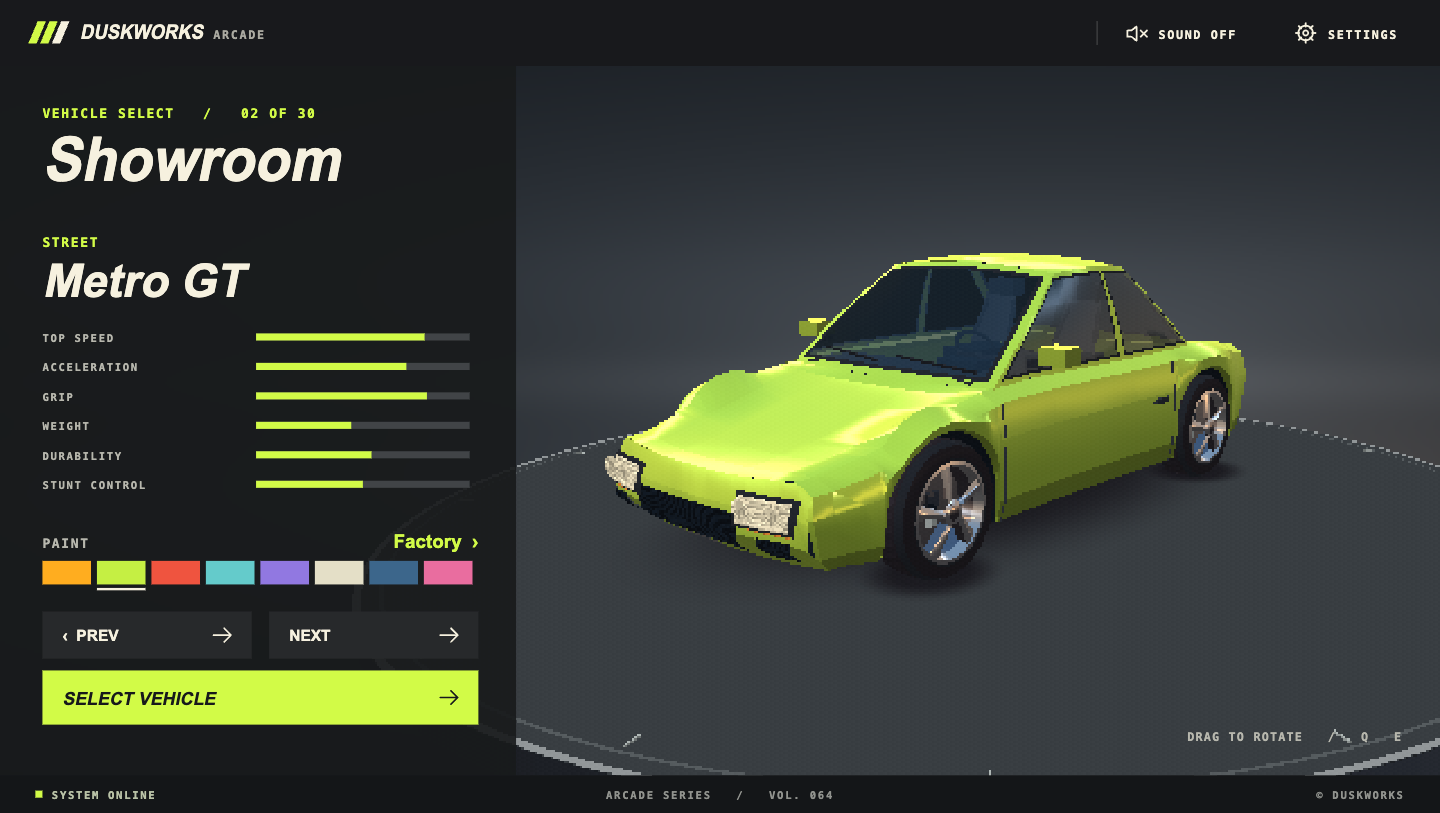 DUSKWORKS ARCADE
SOUND OFF
SETTINGS
VEHICLE SELECT / 02 OF 30
Showroom
STREET
Metro GT
TOP SPEED
ACCELERATION
GRIP
WEIGHT
DURABILITY
STUNT CONTROL
PAINT
Factory ›
‹ PREV
NEXT
SELECT VEHICLE
DRAG TO ROTATE / Q E
SYSTEM ONLINE
ARCADE SERIES / VOL. 064
© DUSKWORKS